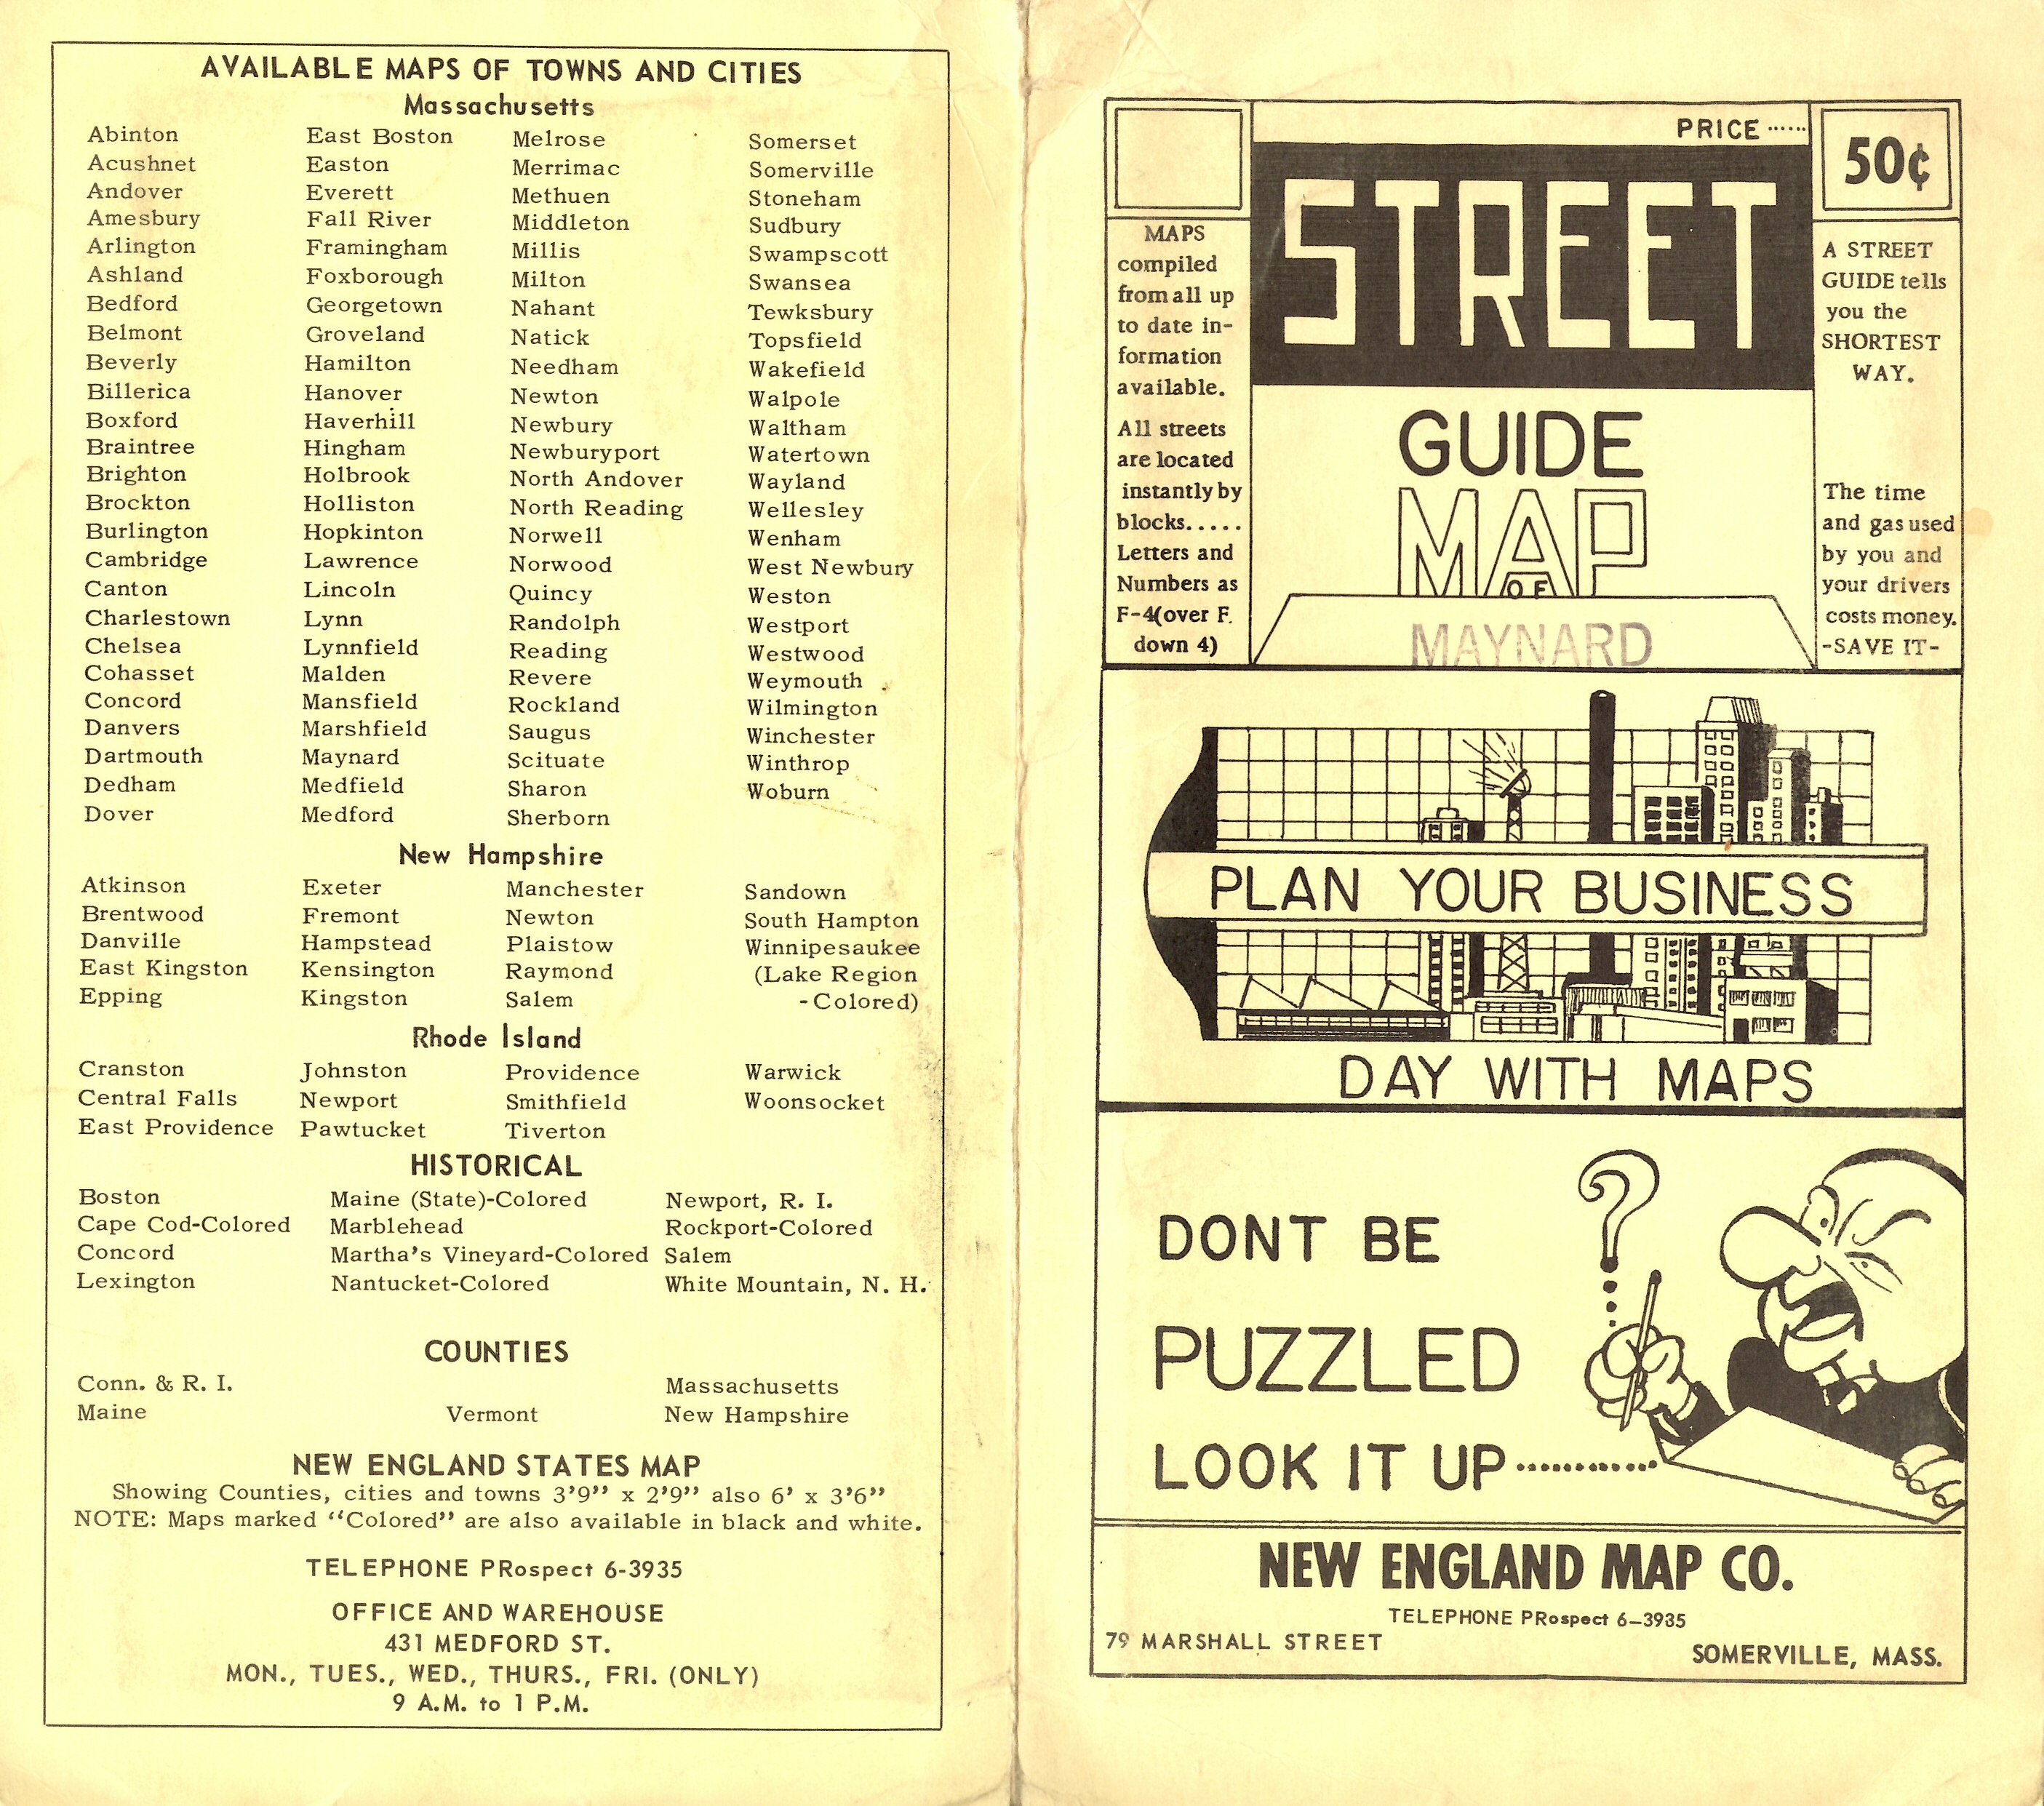 AVAILABLE MAPS OF TOWNS AND CITIES
Massachusetts
Abinton East Boston Melrose Somerset
Acushnet Easton Merrimac Somerville
Andover Everett Methuen Stoneham
Amesbury Fall River Middleton Sudbury
Arlington Framingham Millis Swampscott
Ashland Foxborough Milton Swansea
Bedford Georgetown Nahant Tewksbury
Belmont Groveland Natick Topsfield
Beverly Hamilton Needham Wakefield
Billerica Hanover Newton Walpole
Boxford Haverhill Newbury Waltham
Braintree Hingham Newburyport Watertown
Brighton Holbrook North Andover Wayland
Brockton Holliston North Reading Wellesley
Burlington Hopkinton Norwell Wenham
Cambridge Lawrence Norwood West Newbury
Canton Lincoln Quincy Weston
Charlestown Lynn Randolph Westport
Chelsea Lynnfield Reading Westwood
Cohasset Malden Revere Weymouth
Concord Mansfield Rockland Wilmington
Danvers Marshfield Saugus Winchester
Dartmouth Maynard Scituate Winthrop
Dedham Medfield Sharon Woburn
Dover Medford Sherborn
New Hampshire
Atkinson Exeter Manchester Sandown
Brentwood Fremont Newton South Hampton
Danville Hampstead Plaistow Winnipesaukee
East Kingston Kensington Raymond (Lake Region
Epping Kingston Salem -Colored)
Rhode Island
Cranston Johnston Providence Warwick
Central Falls Newport Smithfield Woonsocket
East Providence Pawtucket Tiverton
HISTORICAL
Boston Maine (State)-Colored Newport, R. I.
Cape Cod-Colored Marblehead Rockport-Colored
Concord Martha's Vineyard-Colored Salem
Lexington Nantucket-Colored White Mountain, N. H.
COUNTIES
Conn. & R. I. Massachusetts
Maine Vermont New Hampshire
NEW ENGLAND STATES MAP
Showing Counties, cities and towns 3'9" x 2'9" also 6' x 3'6"
NOTE: Maps marked "Colored" are also available in black and white.
TELEPHONE PRospect 6-3935
OFFICE AND WAREHOUSE
431 MEDFORD ST.
MON., TUES., WED., THURS., FRI. (ONLY)
9 A.M. to 1 P.M.
PRICE ......
50¢
STREET
GUIDE
MAP
OF
MAYNARD
MAPS
compiled
from all up
to date in-
formation
available.
All streets
are located
instantly by
blocks.....
Letters and
Numbers as
F-4(over F.
down 4)
A STREET
GUIDE tells
you the
SHORTEST
WAY.
The time
and gas used
by you and
your drivers
costs money.
-SAVE IT-
PLAN YOUR BUSINESS
DAY WITH MAPS
?
DONT BE
PUZZLED
LOOK IT UP............
NEW ENGLAND MAP CO.
TELEPHONE PRospect 6-3935
79 MARSHALL STREET
SOMERVILLE, MASS.